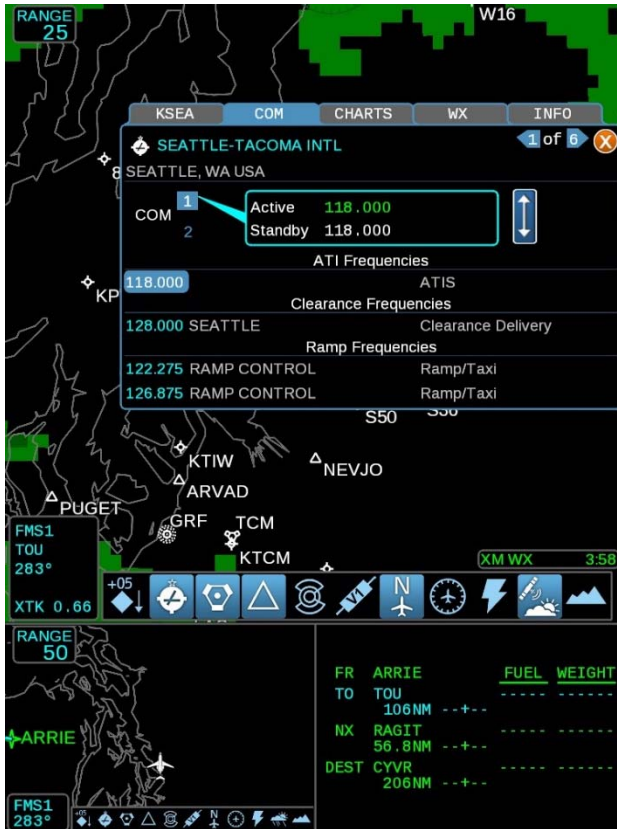 RANGE
25
W16
KSEA COM CHARTS WX INFO
SEATTLE-TACOMA INTL
1 of 6 X
SEATTLE, WA USA
8
COM 1
2
Active 118.000
Standby 118.000
ATI Frequencies
118.000 ATIS
KP
Clearance Frequencies
128.000 SEATTLE Clearance Delivery
Ramp Frequencies
122.275 RAMP CONTROL Ramp/Taxi
126.875 RAMP CONTROL Ramp/Taxi
S50
KTIW
NEVJO
ARVAD
PUGET
GRF
TCM
KTCM
FMS1
TOU
283°
XTK 0.66
XM WX 3:58
+05
V1
N
RANGE
50
ARRIE
FMS1
283°
+05
V1
N
FR ARRIE FUEL WEIGHT
TO TOU ----- ------
106NM --+--
NX RAGIT ----- ------
56.8NM --+--
DEST CYVR ----- ------
206NM --+--